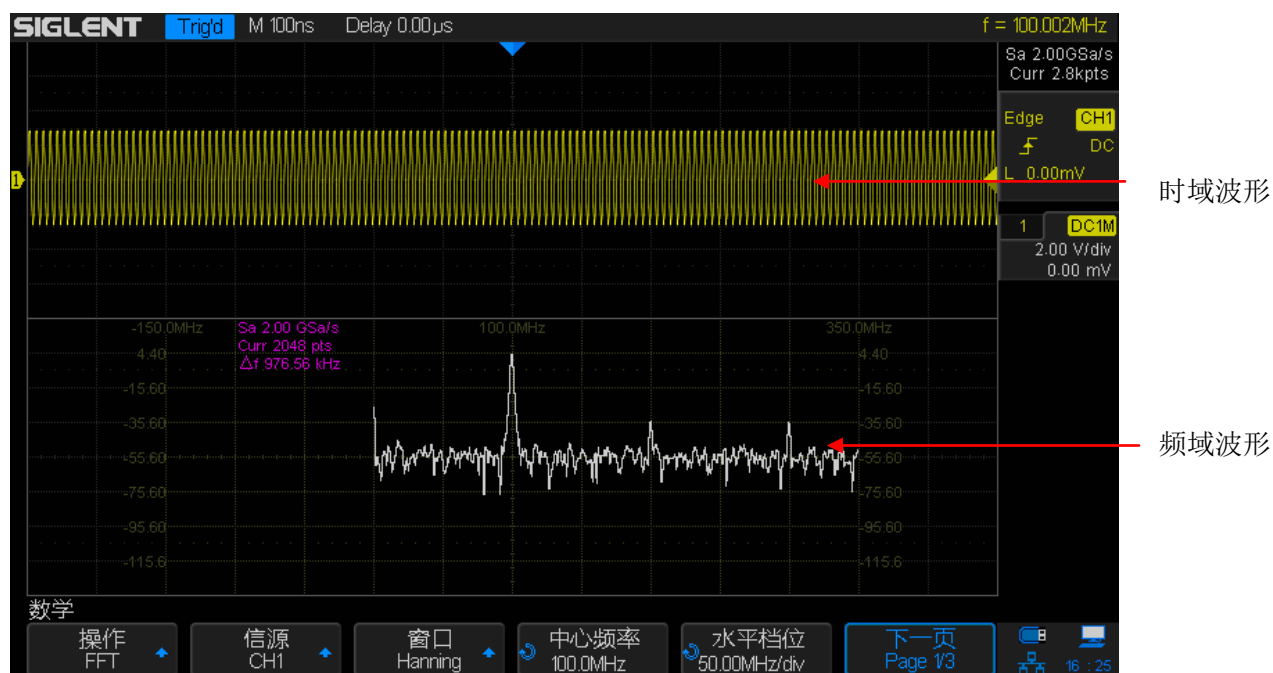 SIGLENT Trig'd M 100ns Delay 0.00µs f = 100.002MHz
Sa 2.00GSa/s
Curr 2.8kpts
Edge CH1
DC
L 0.00mV
1
时域波形
1 DC1M
2.00 V/div
0.00 mV
-150.0MHz Sa 2.00 GSa/s 100.0MHz 350.0MHz
Curr 2048 pts
4.40 △f 976.56 kHz 4.40
-15.60 -15.60
-35.60 -35.60
频域波形
-55.60 -55.60
-75.60 -75.60
-95.60 -95.60
-115.6 -115.6
数学
操作 信源 窗口 中心频率 水平档位 下一页
FFT CH1 Hanning 100.0MHz 50.00MHz/div Page 1/3 16 : 25